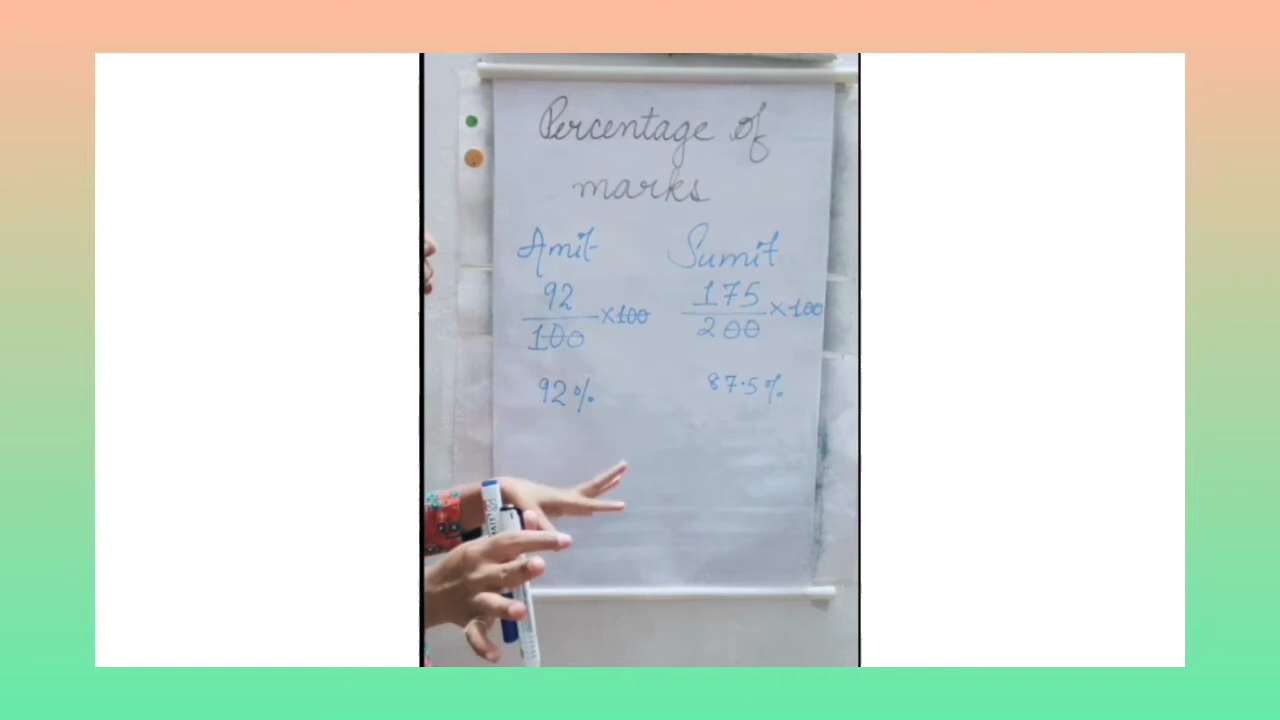 Percentage of
marks
Amit Sumit
92/100 ×100 175/200 ×100
92% 87.5%